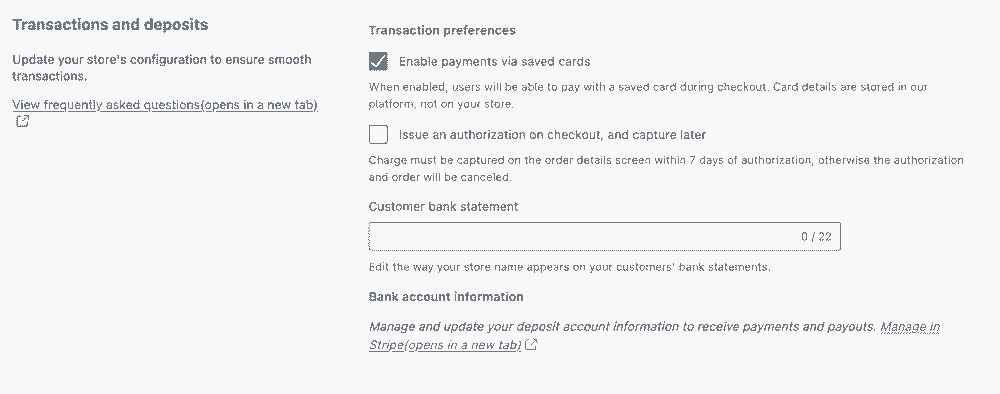 Transactions and deposits
Update your store's configuration to ensure smooth
transactions.
View frequently asked questions(opens in a new tab)
Transaction preferences
Enable payments via saved cards
When enabled, users will be able to pay with a saved card during checkout. Card details are stored in our
platform, not on your store.
Issue an authorization on checkout, and capture later
Charge must be captured on the order details screen within 7 days of authorization, otherwise the authorization
and order will be canceled.
Customer bank statement
0 / 22
Edit the way your store name appears on your customers' bank statements.
Bank account information
Manage and update your deposit account information to receive payments and payouts. Manage in
Stripe(opens in a new tab)